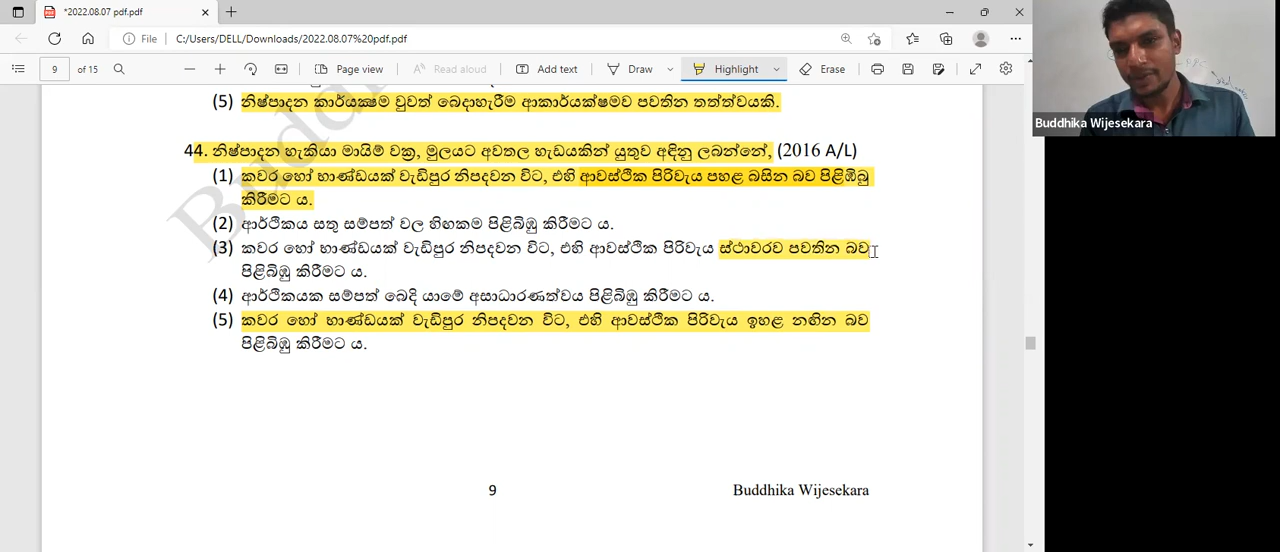 *2022.08.07 pdf.pdf
File C:/Users/DELL/Downloads/2022.08.07%20pdf.pdf
9 of 15 Page view Read aloud Add text Draw Highlight Erase
Buddhika Wijesekara
(5) නිෂ්පාදන කාර්යක්‍ෂම වුවත් බෙදාහැරීම ආකාර්යක්ෂමව පවතින තත්ත්වයකි.
44. නිෂ්පාදන හැකියා මායිම් වක්‍ර, මුලයට අවතල හැඩයකින් යුතුව අඳිනු ලබන්නේ, (2016 A/L)
(1) කවර හෝ භාණ්ඩයක් වැඩිපුර නිපදවන විට, එහි ආවස්ථික පිරිවැය පහළ බසින බව පිළිඹිබු
කිරීමට ය.
(2) ආර්ථිකය සතු සම්පත් වල හිඟකම පිළිබිඹු කිරීමට ය.
(3) කවර හෝ භාණ්ඩයක් වැඩිපුර නිපදවන විට, එහි ආවස්ථික පිරිවැය ස්ථාවරව පවතින බව
පිළිබිඹු කිරීමට ය.
(4) ආර්ථිකයක සම්පත් බෙදි යාමේ අසාධාරණත්වය පිළිබිඹු කිරීමට ය.
(5) කවර හෝ භාණ්ඩයක් වැඩිපුර නිපදවන විට, එහි ආවස්ථික පිරිවැය ඉහළ නඟින බව
පිළිබිඹු කිරීමට ය.
9 Buddhika Wijesekara